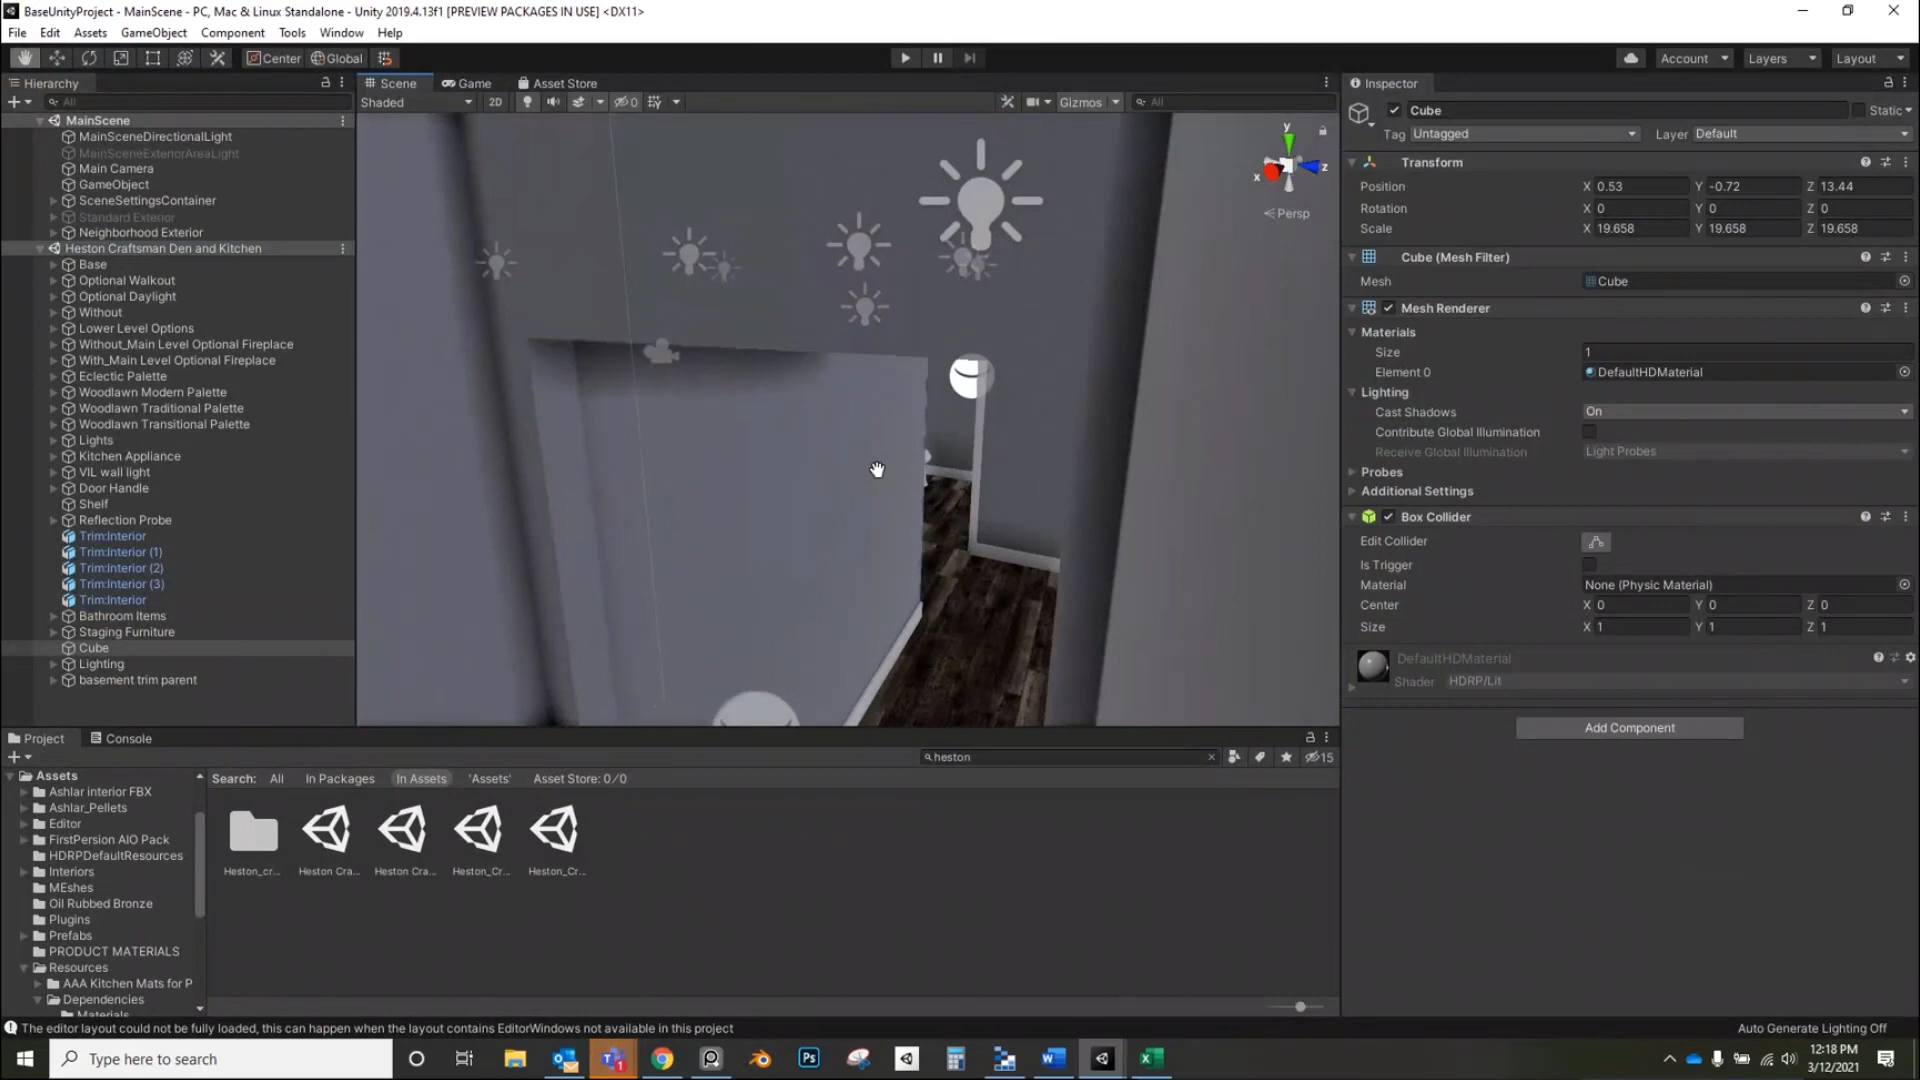 BaseUnityProject - MainScene - PC, Mac & Linux Standalone - Unity 2019.4.13f1 [PREVIEW PACKAGES IN USE] <DX11>
File Edit Assets GameObject Component Tools Window Help
Center Global Account Layers Layout
Hierarchy
All
MainScene
MainSceneDirectionalLight
MainSceneExteriorAreaLight
Main Camera
GameObject
SceneSettingsContainer
Standard Exterior
Neighborhood Exterior
Heston Craftsman Den and Kitchen
Base
Optional Walkout
Optional Daylight
Without
Lower Level Options
Without_Main Level Optional Fireplace
With_Main Level Optional Fireplace
Eclectic Palette
Woodlawn Modern Palette
Woodlawn Traditional Palette
Woodlawn Transitional Palette
Lights
Kitchen Appliance
VIL wall light
Door Handle
Shelf
Reflection Probe
Trim:Interior
Trim:Interior (1)
Trim:Interior (2)
Trim:Interior (3)
Trim:Interior
Bathroom Items
Staging Furniture
Cube
Lighting
basement trim parent
Scene Game Asset Store
Shaded 2D 0 Gizmos All
y
x
z
Persp
Inspector
Cube Static
Tag Untagged Layer Default
Transform
Position X 0.53 Y -0.72 Z 13.44
Rotation X 0 Y 0 Z 0
Scale X 19.658 Y 19.658 Z 19.658
Cube (Mesh Filter)
Mesh Cube
Mesh Renderer
Materials
Size 1
Element 0 DefaultHDMaterial
Lighting
Cast Shadows On
Contribute Global Illumination
Receive Global Illumination Light Probes
Probes
Additional Settings
Box Collider
Edit Collider
Is Trigger
Material None (Physic Material)
Center X 0 Y 0 Z 0
Size X 1 Y 1 Z 1
DefaultHDMaterial
Shader HDRP/Lit
Add Component
Project Console
heston 15
Assets
Ashlar interior FBX
Ashlar_Pellets
Editor
FirstPersion AIO Pack
HDRPDefaultResources
Interiors
MEshes
Oil Rubbed Bronze
Plugins
Prefabs
PRODUCT MATERIALS
Resources
AAA Kitchen Mats for P
Dependencies
Materials
Search: All In Packages In Assets 'Assets' Asset Store: 0/0
Heston_cr... Heston Cra... Heston Cra... Heston_Cr... Heston_Cr...
The editor layout could not be fully loaded, this can happen when the layout contains EditorWindows not available in this project
Auto Generate Lighting Off
Type here to search
12:18 PM
3/12/2021